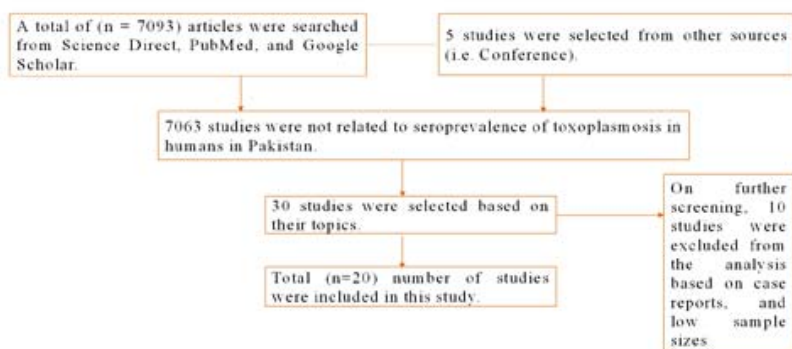 A total of (n = 7093) articles were searched
from Science Direct, PubMed, and Google
Scholar.
5 studies were selected from other sources
(i.e. Conference).
7063 studies were not related to seroprevalence of toxoplasmosis in
humans in Pakistan.
30 studies were selected based on
their topics.
On further
screening, 10
studies were
excluded from
the analysis
based on case
reports, and
low sample
sizes
Total (n=20) number of studies
were included in this study.